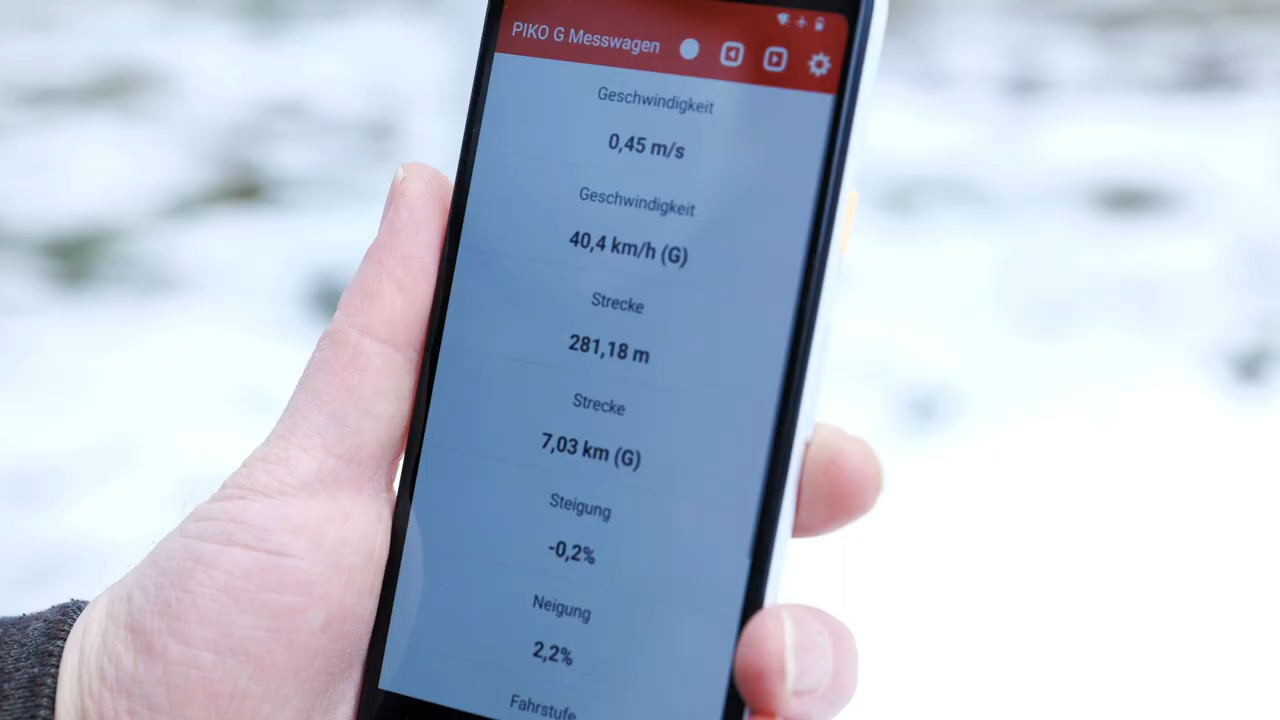 PIKO G Messwagen
Geschwindigkeit
0,45 m/s
Geschwindigkeit
40,4 km/h (G)
Strecke
281,18 m
Strecke
7,03 km (G)
Steigung
-0,2%
Neigung
2,2%
Fahrstufe